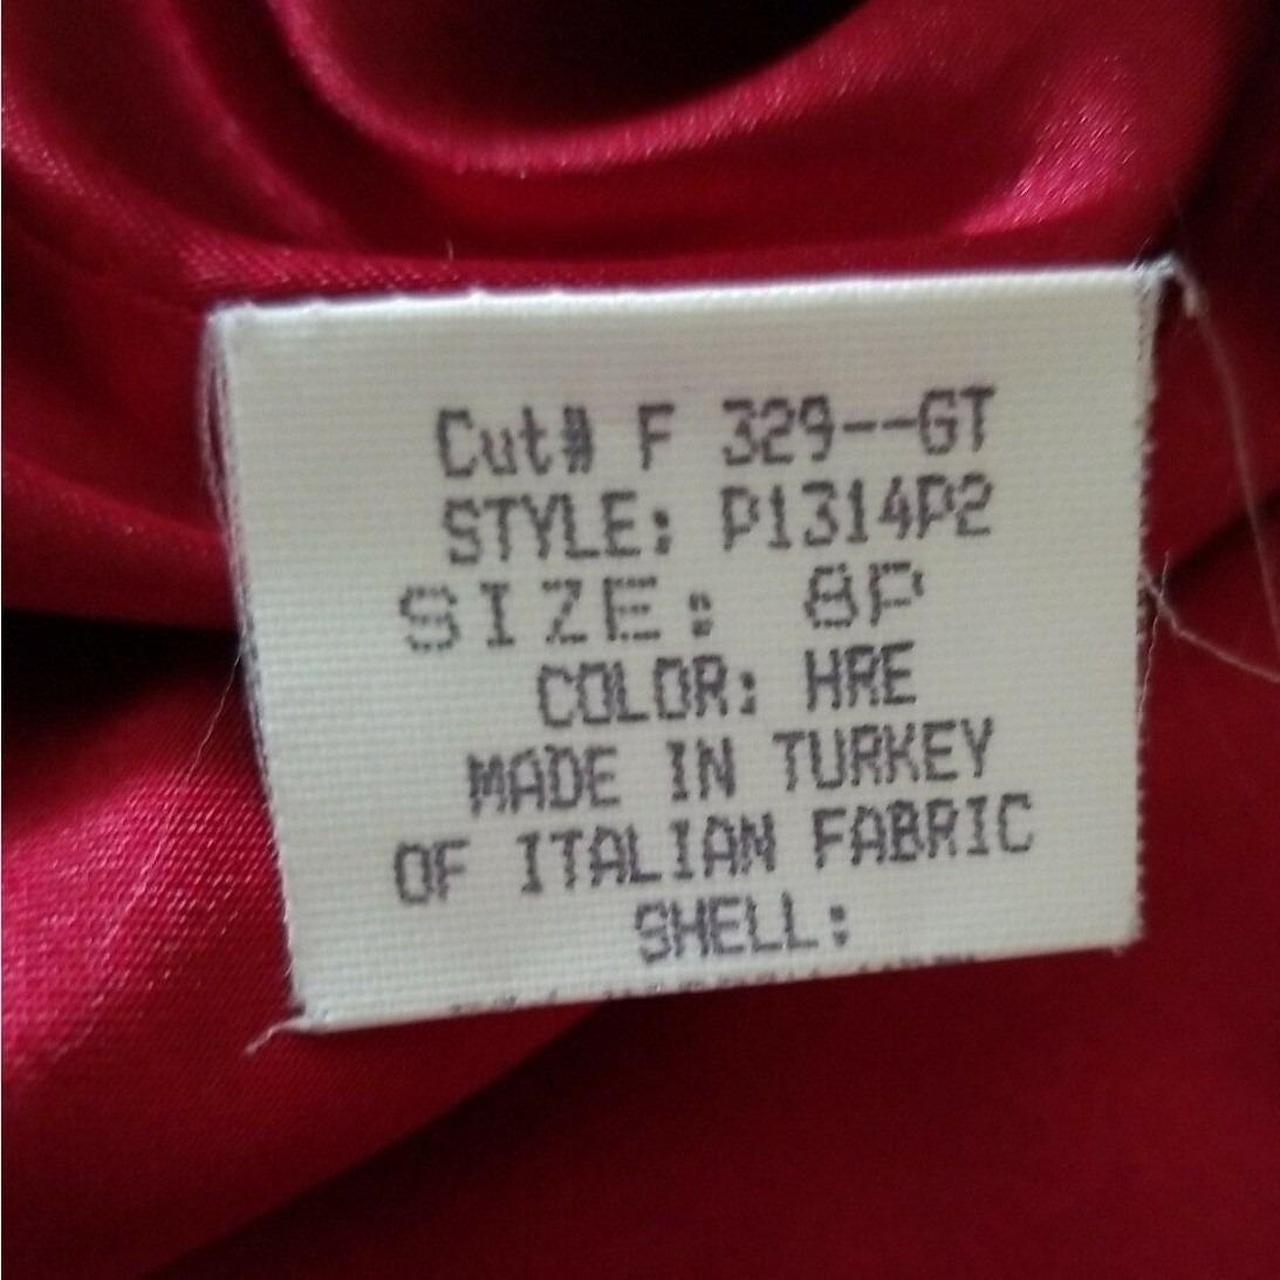 Cut# F 329--GT
STYLE: P1314P2
SIZE: 8P
COLOR: HRE
MADE IN TURKEY
OF ITALIAN FABRIC
SHELL: